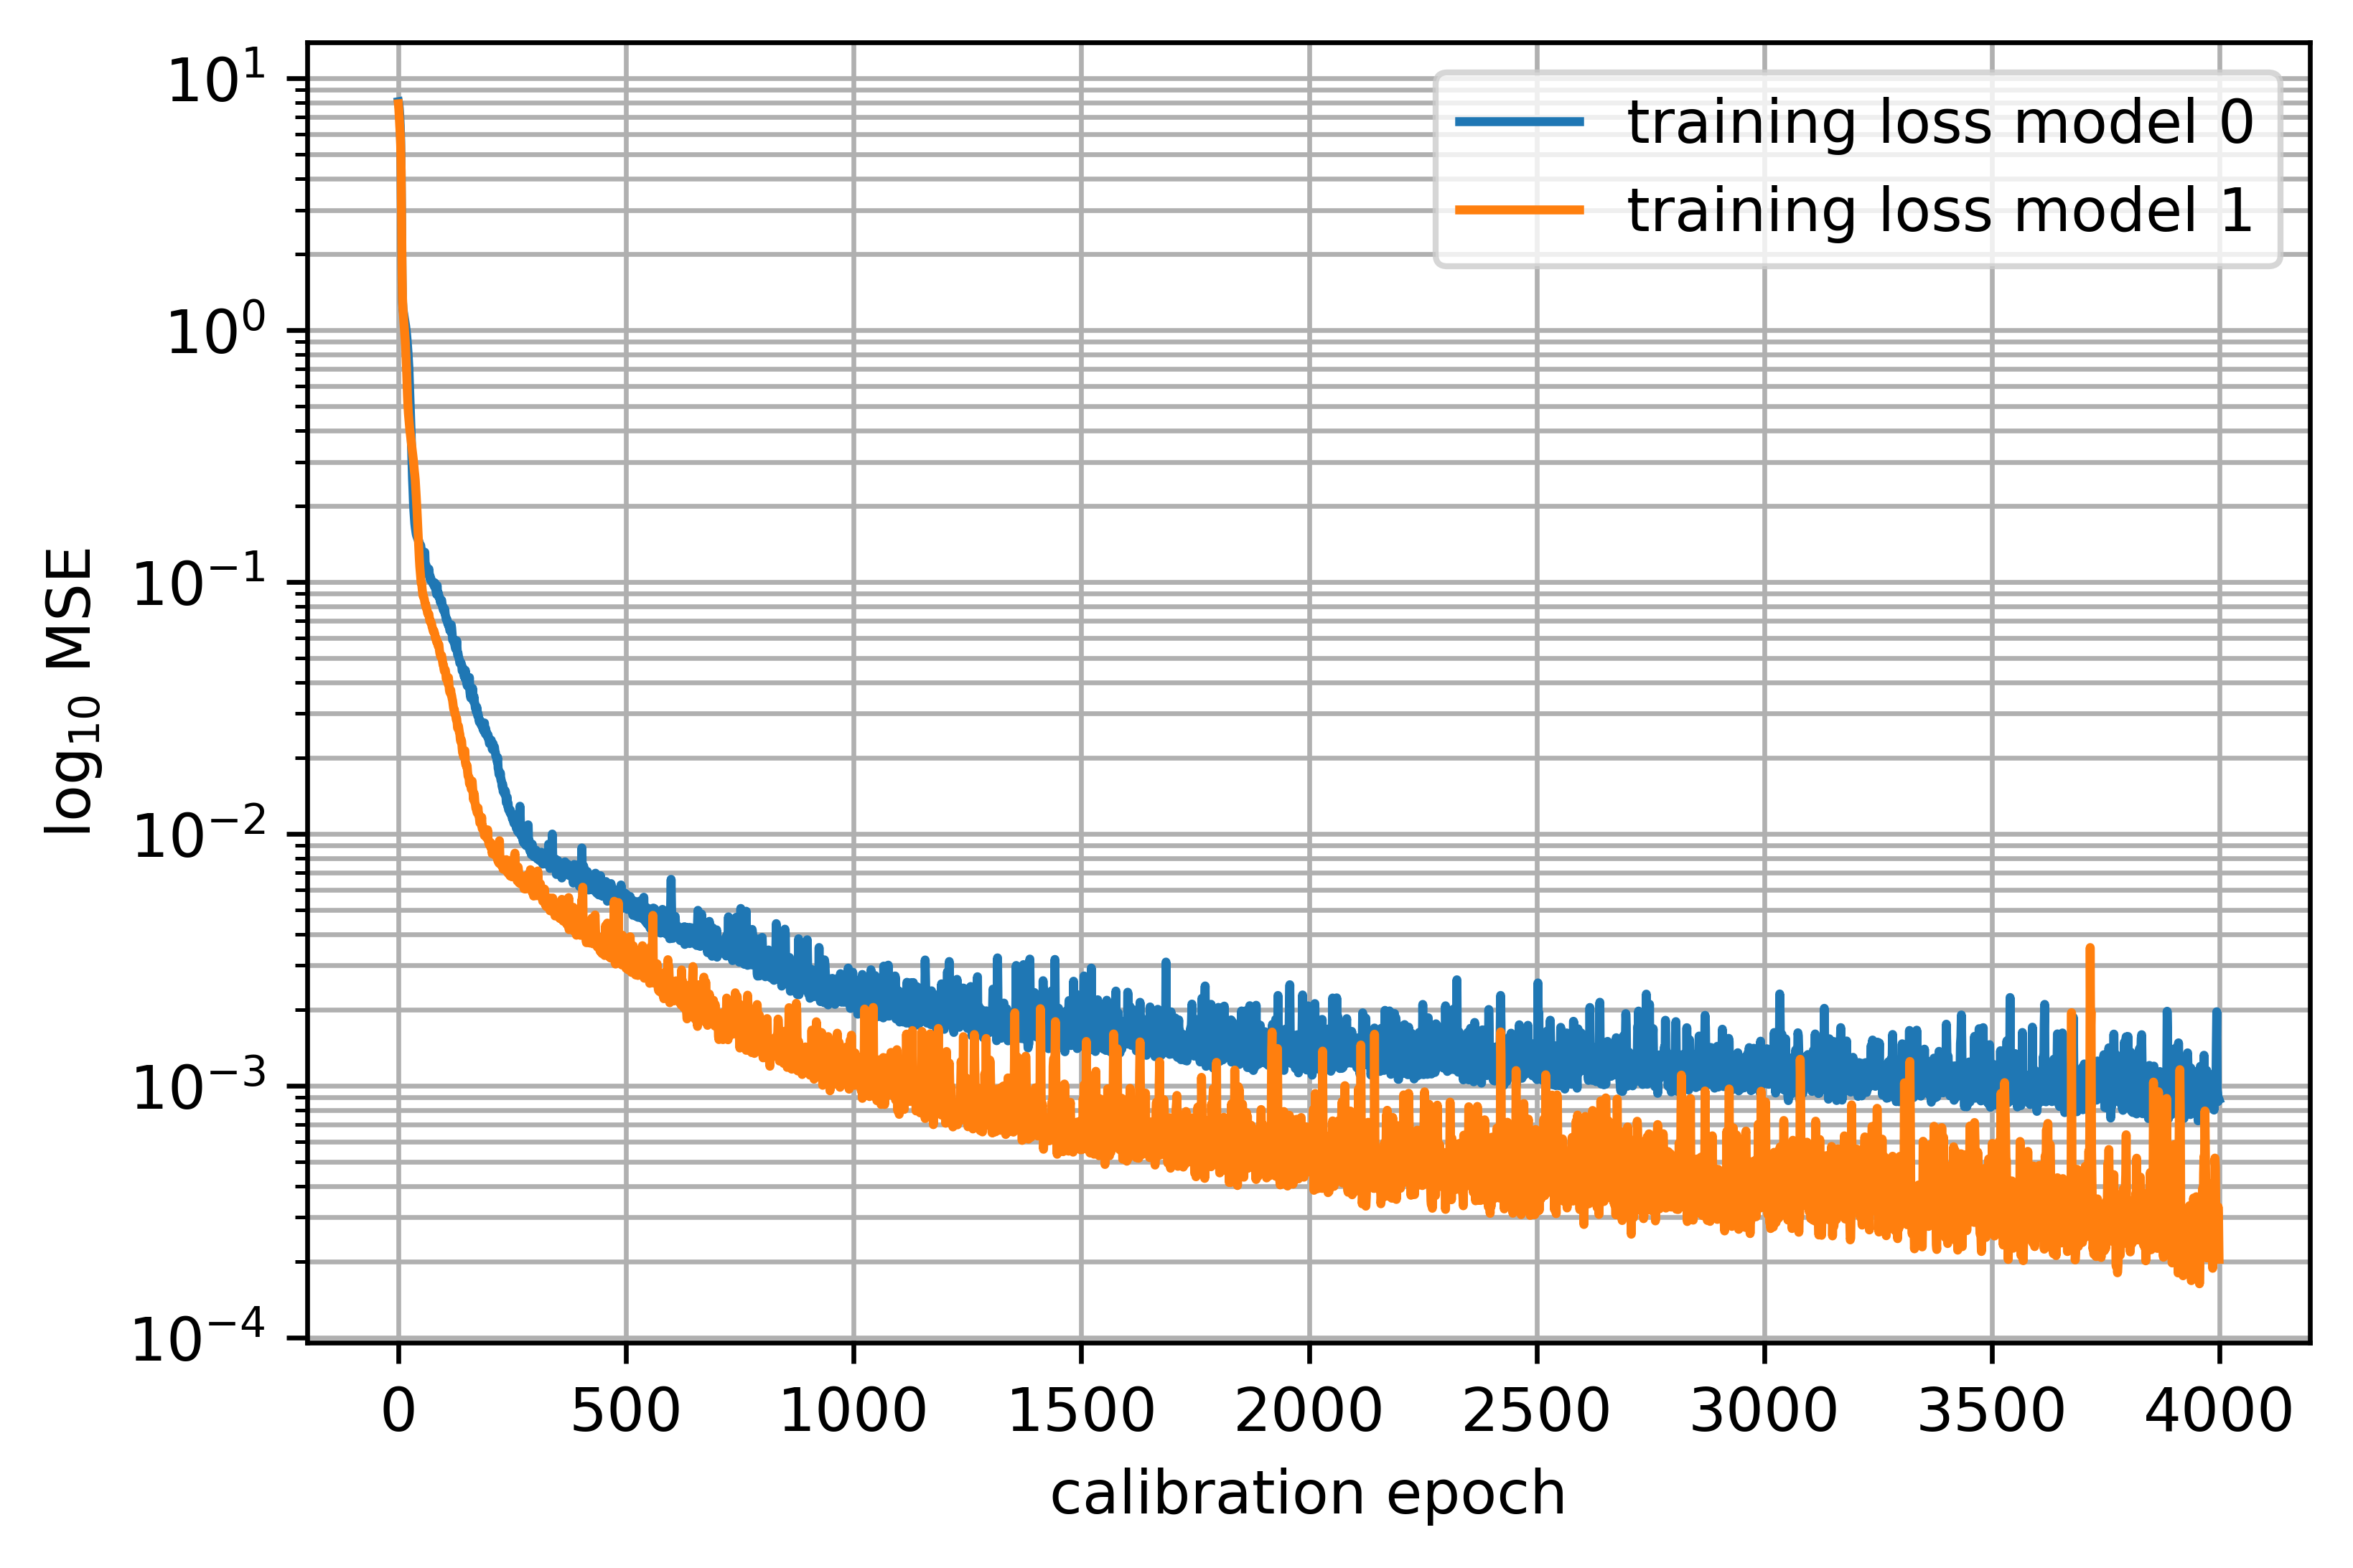 10¹
10⁰
10⁻¹
10⁻²
10⁻³
10⁻⁴
log₁₀ MSE
training loss model 0
training loss model 1
0 500 1000 1500 2000 2500 3000 3500 4000
calibration epoch